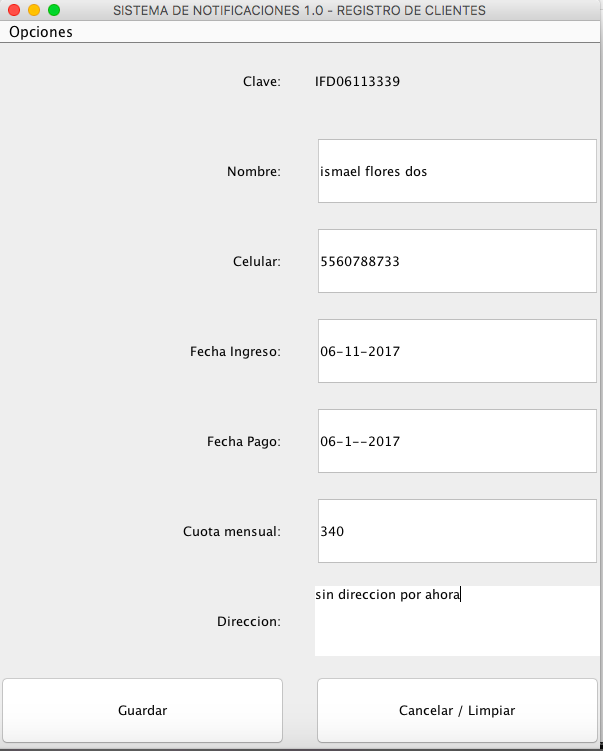 SISTEMA DE NOTIFICACIONES 1.0 - REGISTRO DE CLIENTES
Opciones
Clave: IFD06113339
Nombre: ismael flores dos
Celular: 5560788733
Fecha Ingreso: 06-11-2017
Fecha Pago: 06-1--2017
Cuota mensual: 340
Direccion: sin direccion por ahora
Guardar Cancelar / Limpiar